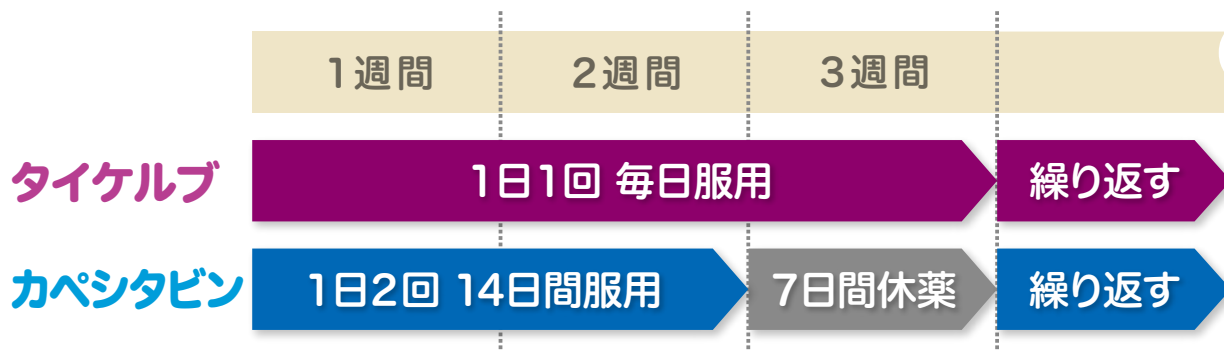 1週間 2週間 3週間
タイケルブ 1日1回 毎日服用 繰り返す
カペシタビン 1日2回 14日間服用 7日間休薬 繰り返す